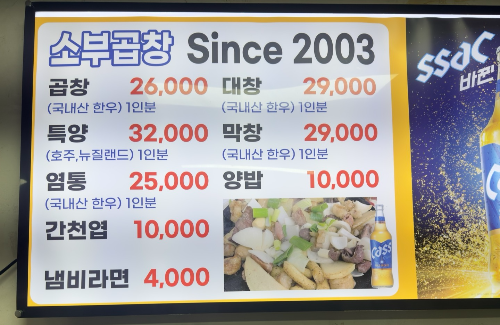 소부곱창 Since 2003
곱창 26,000
(국내산 한우) 1인분
대창 29,000
(국내산 한우) 1인분
특양 32,000
(호주,뉴질랜드) 1인분
막창 29,000
(국내산 한우) 1인분
염통 25,000
(국내산 한우) 1인분
양밥 10,000
간천엽 10,000
냄비라면 4,000
cass
ssac
바뀐
Cass